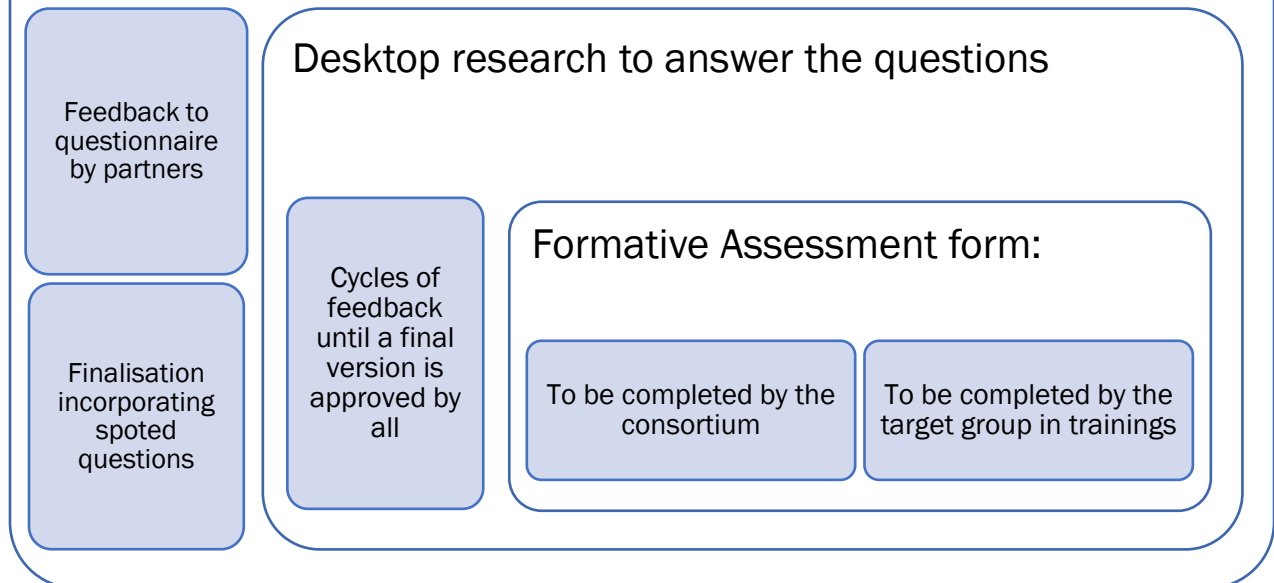 Feedback to
questionnaire
by partners
Finalisation
incorporating
spoted
questions
Desktop research to answer the questions
Cycles of
feedback
until a final
version is
approved by
all
Formative Assessment form:
To be completed by the
consortium
To be completed by the
target group in trainings